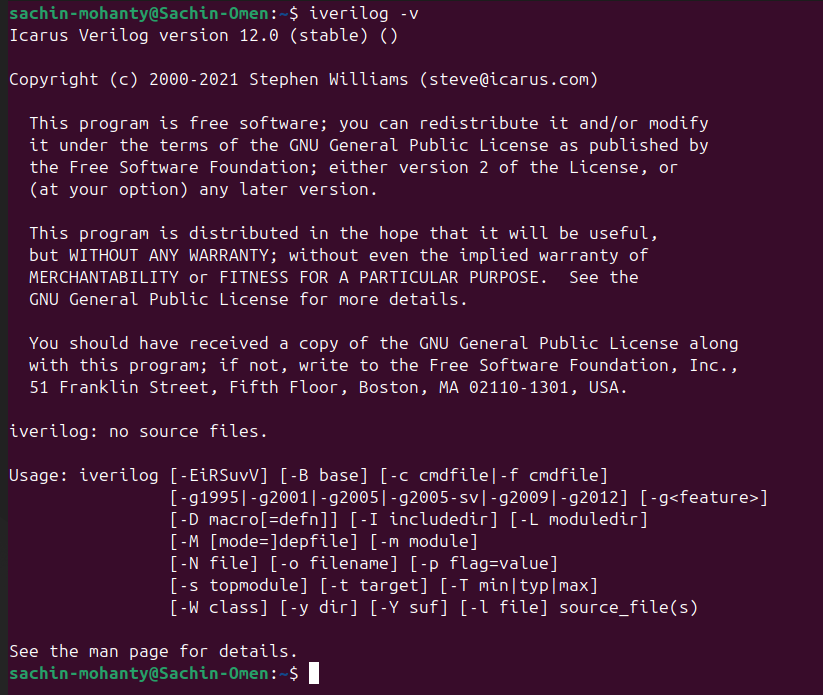 sachin-mohanty@Sachin-Omen:~$ iverilog -v
Icarus Verilog version 12.0 (stable) ()

Copyright (c) 2000-2021 Stephen Williams (steve@icarus.com)

  This program is free software; you can redistribute it and/or modify
  it under the terms of the GNU General Public License as published by
  the Free Software Foundation; either version 2 of the License, or
  (at your option) any later version.

  This program is distributed in the hope that it will be useful,
  but WITHOUT ANY WARRANTY; without even the implied warranty of
  MERCHANTABILITY or FITNESS FOR A PARTICULAR PURPOSE.  See the
  GNU General Public License for more details.

  You should have received a copy of the GNU General Public License along
  with this program; if not, write to the Free Software Foundation, Inc.,
  51 Franklin Street, Fifth Floor, Boston, MA 02110-1301, USA.

iverilog: no source files.

Usage: iverilog [-EiRSuvV] [-B base] [-c cmdfile|-f cmdfile]
                [-g1995|-g2001|-g2005|-g2005-sv|-g2009|-g2012] [-g<feature>]
                [-D macro[=defn]] [-I includedir] [-L moduledir]
                [-M [mode=]depfile] [-m module]
                [-N file] [-o filename] [-p flag=value]
                [-s topmodule] [-t target] [-T min|typ|max]
                [-W class] [-y dir] [-Y suf] [-l file] source_file(s)

See the man page for details.
sachin-mohanty@Sachin-Omen:~$